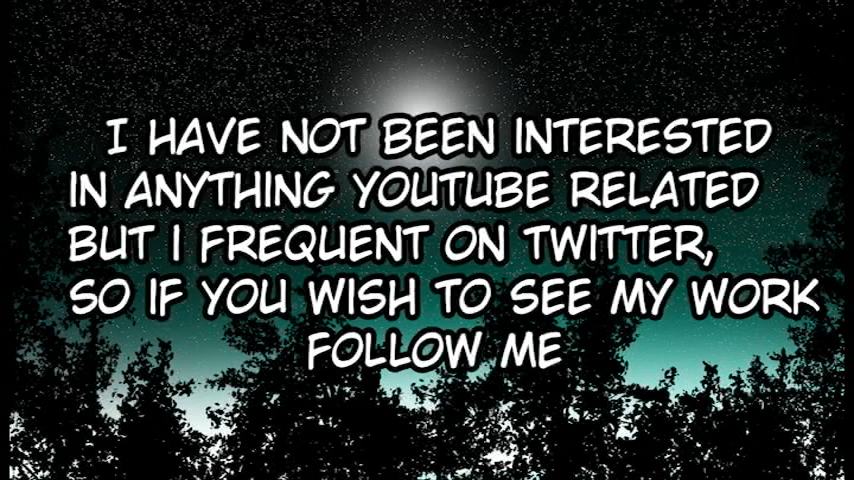 I HAVE NOT BEEN INTERESTED
IN ANYTHING YOUTUBE RELATED
BUT I FREQUENT ON TWITTER,
SO IF YOU WISH TO SEE MY WORK
FOLLOW ME